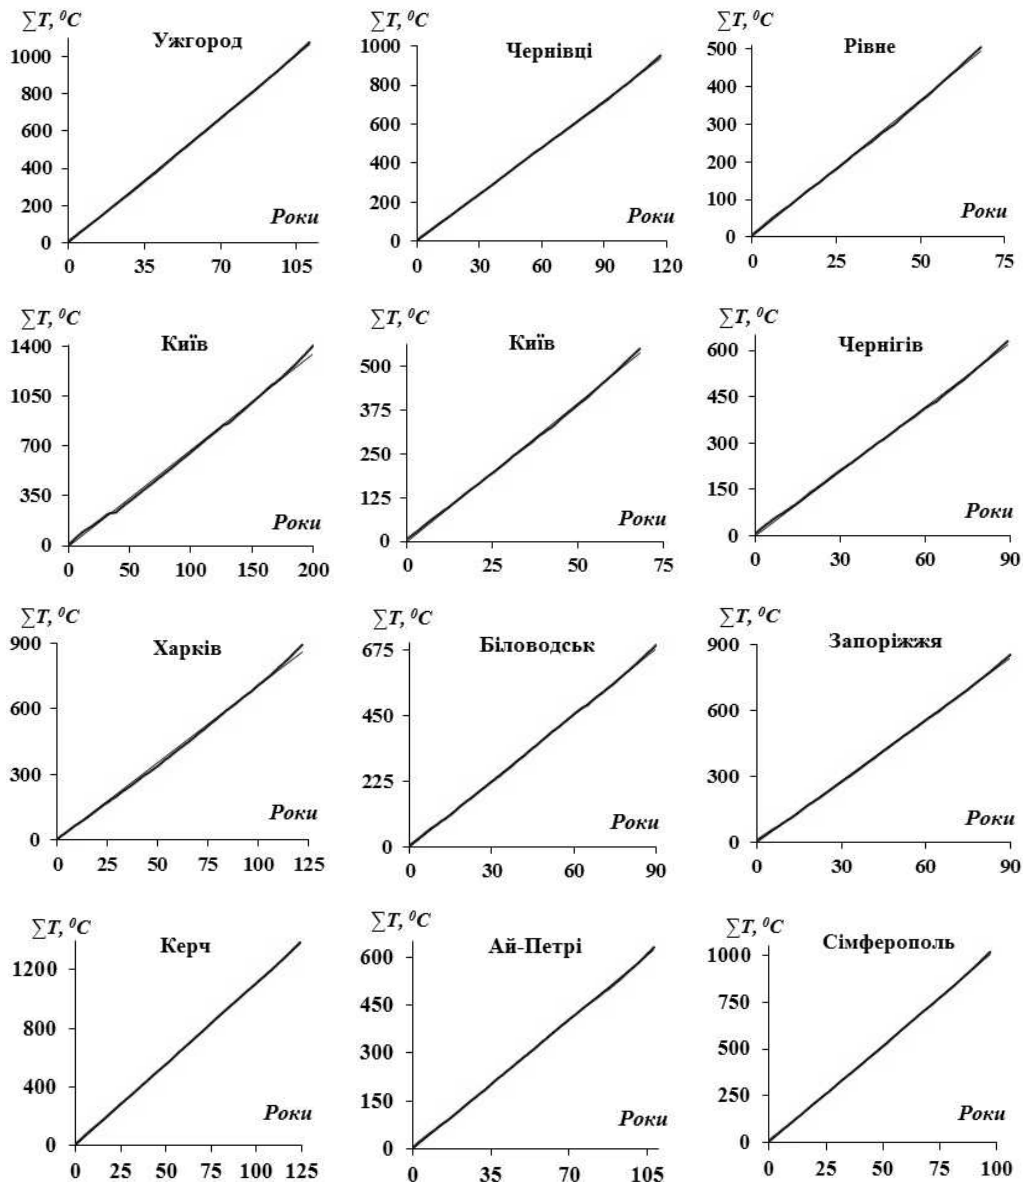 ∑T, ⁰C
Ужгород
1000
800
600
400
200
0
Роки
0 35 70 105
∑T, ⁰C
Чернівці
1000
800
600
400
200
0
Роки
0 30 60 90 120
∑T, ⁰C
Рівне
500
400
300
200
100
0
Роки
0 25 50 75
∑T, ⁰C
Київ
1400
1050
700
350
0
Роки
0 50 100 150 200
∑T, ⁰C
Київ
500
375
250
125
0
Роки
0 25 50 75
∑T, ⁰C
Чернігів
600
450
300
150
0
Роки
0 30 60 90
∑T, ⁰C
Харків
900
600
300
0
Роки
0 25 50 75 100 125
∑T, ⁰C
Біловодськ
675
450
225
0
Роки
0 30 60 90
∑T, ⁰C
Запоріжжя
900
600
300
0
Роки
0 30 60 90
∑T, ⁰C
Керч
1200
800
400
0
Роки
0 25 50 75 100 125
∑T, ⁰C
Ай-Петрі
600
450
300
150
0
Роки
0 35 70 105
∑T, ⁰C
Сімферополь
1000
750
500
250
0
Роки
0 25 50 75 100